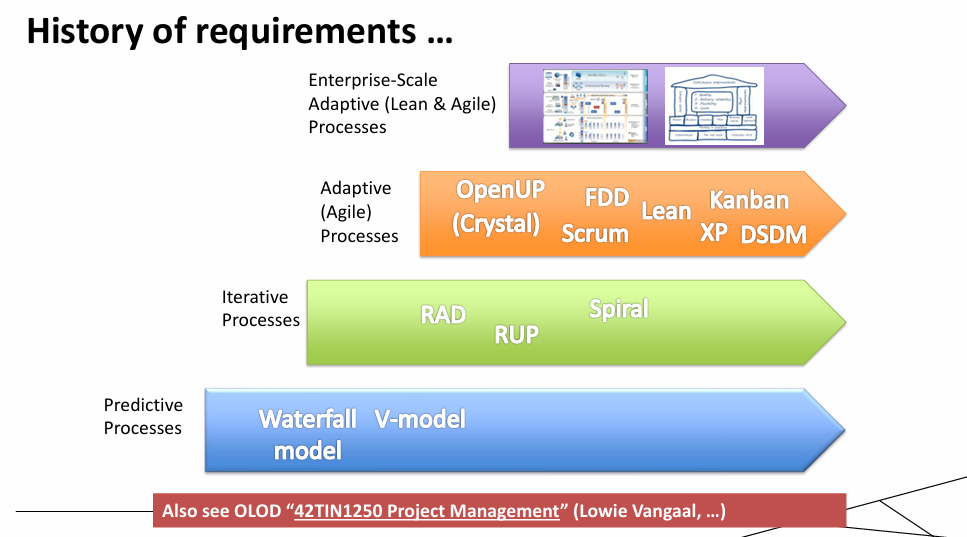 History of requirements …
Enterprise-Scale
Adaptive (Lean & Agile)
Processes
Adaptive
(Agile)
Processes
OpenUP
(Crystal)
FDD
Scrum
Lean
Kanban
XP
DSDM
Iterative
Processes
RAD
RUP
Spiral
Predictive
Processes
Waterfall
model
V-model
Also see OLOD “42TIN1250 Project Management” (Lowie Vangaal, …)